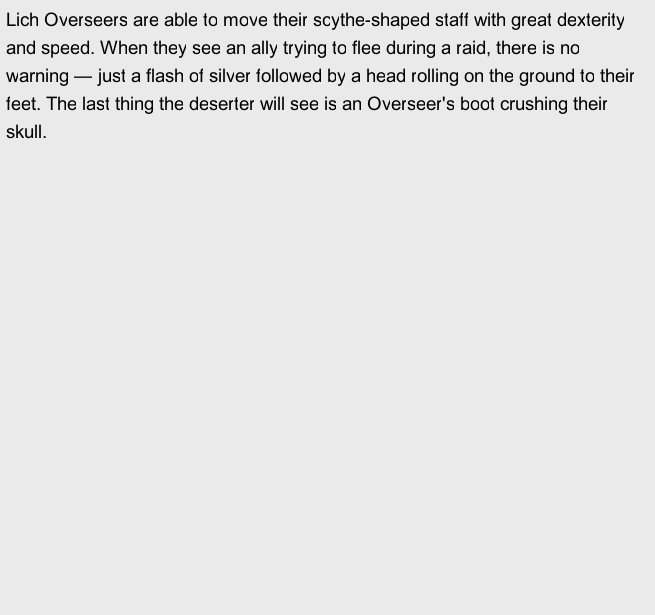 Lich Overseers are able to move their scythe-shaped staff with great dexterity
and speed. When they see an ally trying to flee during a raid, there is no
warning — just a flash of silver followed by a head rolling on the ground to their
feet. The last thing the deserter will see is an Overseer's boot crushing their
skull.